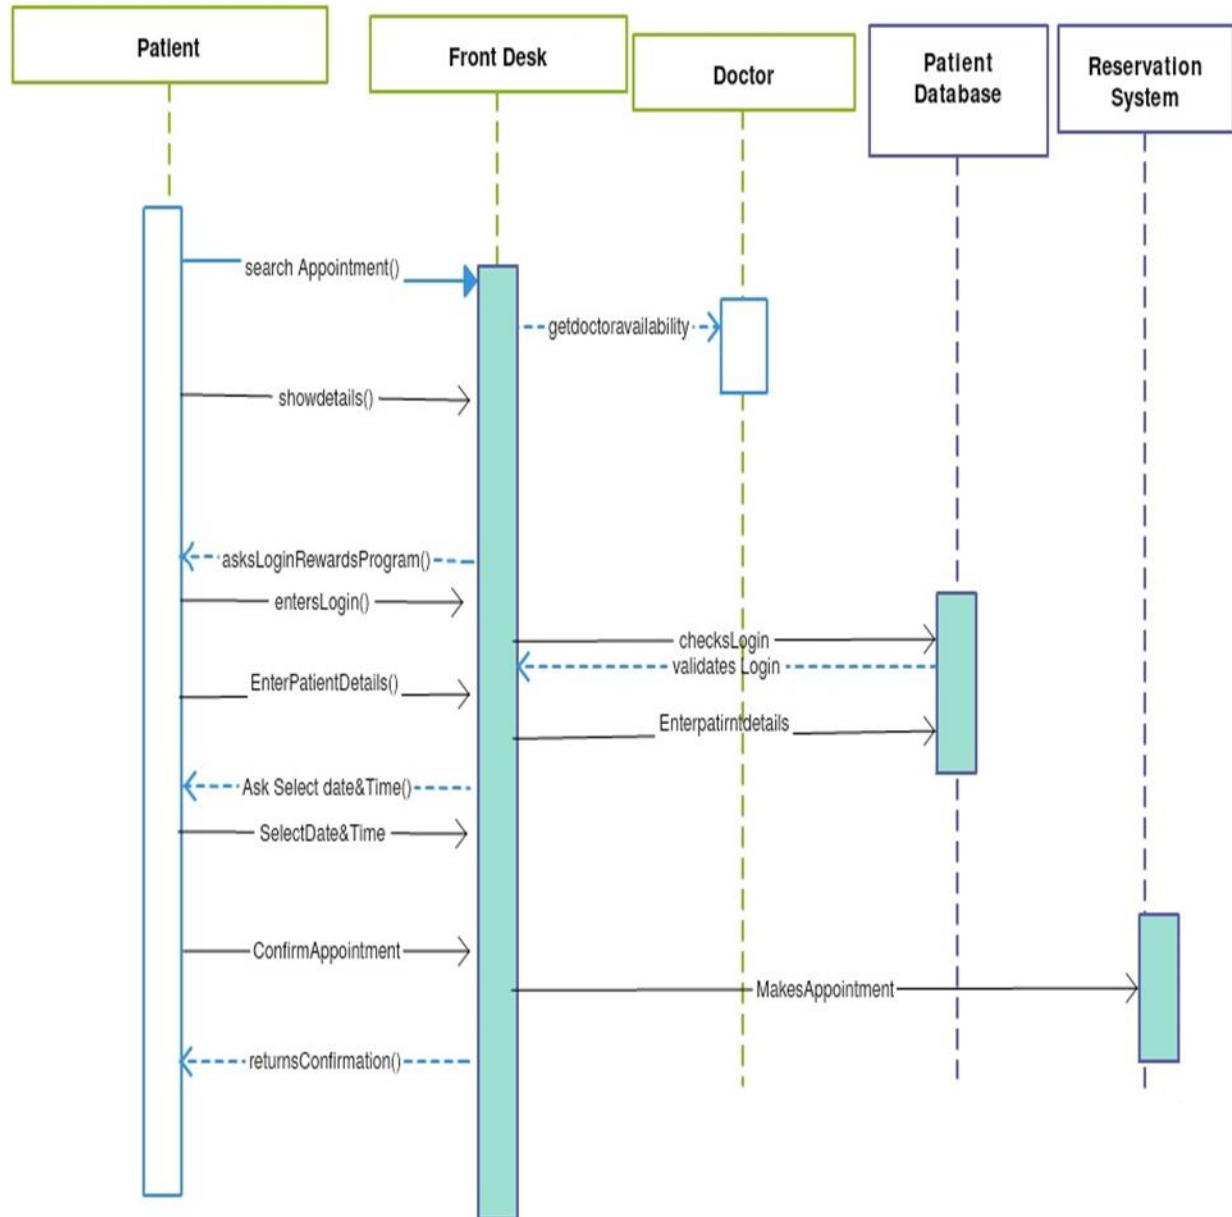 Patient
Front Desk
Doctor
Patient
Database
Reservation
System
search Appointment()
getdoctoravailability
showdetails()
asksLoginRewardsProgram()
entersLogin()
checksLogin
validates Login
EnterPatientDetails()
Enterpatirntdetails
Ask Select date&Time()
SelectDate&Time
ConfirmAppointment
MakesAppointment
returnsConfirmation()